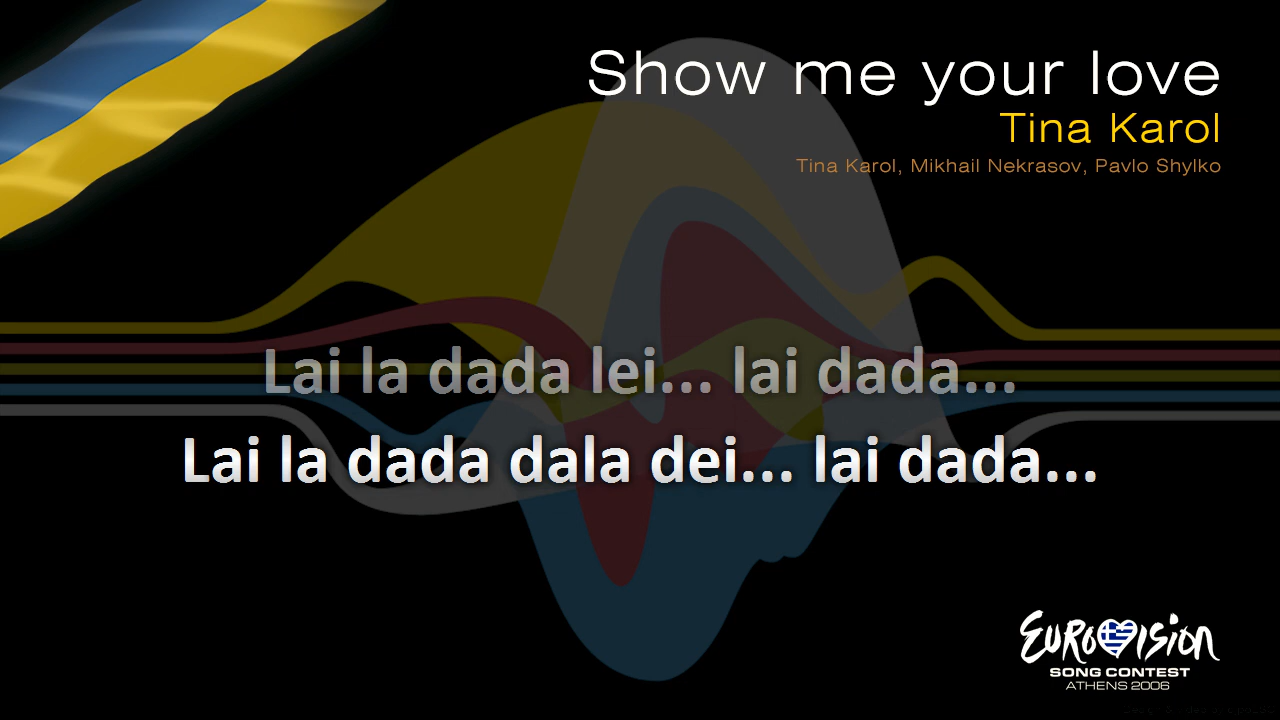 Show me your love
Tina Karol
Tina Karol, Mikhail Nekrasov, Pavlo Shylko
Lai la dada lei... lai dada...
Lai la dada dala dei... lai dada...
EUROVISION
SONG CONTEST
ATHENS 2006